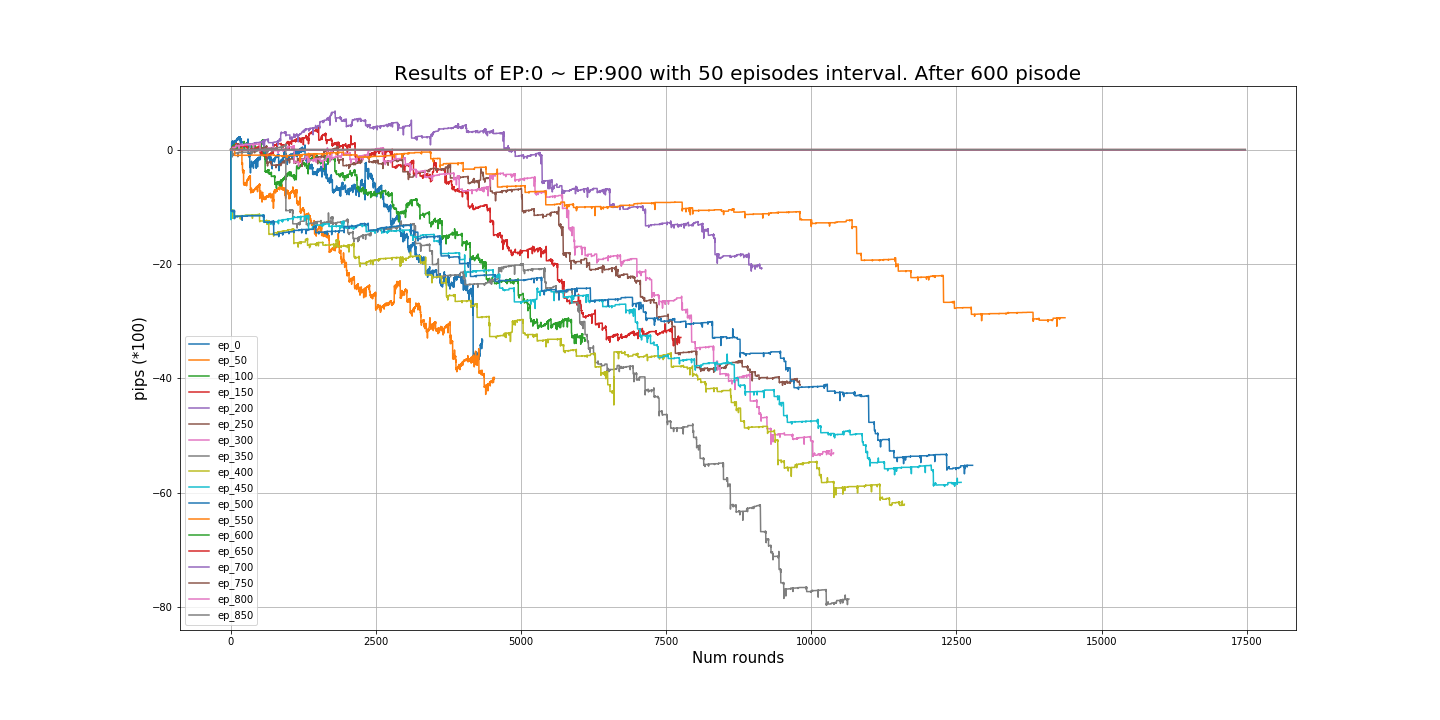 Results of EP:0 ~ EP:900 with 50 episodes interval. After 600 pisode
pips (*100)
0
−20
−40
−60
−80
ep_0
ep_50
ep_100
ep_150
ep_200
ep_250
ep_300
ep_350
ep_400
ep_450
ep_500
ep_550
ep_600
ep_650
ep_700
ep_750
ep_800
ep_850
0 2500 5000 7500 10000 12500 15000 17500
Num rounds